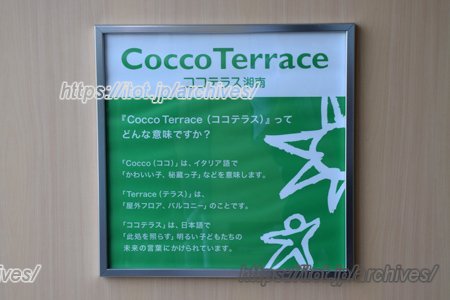 Cocco Terrace
ココテラス湘南
https://iiot.jp/archives/
『Cocco Terrace（ココテラス）』って
どんな意味ですか？
「Cocco（ココ）」は、イタリア語で
「かわいい子、秘蔵っ子」などを意味します。
「Terrace（テラス）」は、
「屋外フロア、バルコニー」のことです。
「ココテラス」は、日本語で
「此処を照らす」明るい子どもたちの
未来の言葉にかけられています。
hives/
https://iiot.jp/archives/